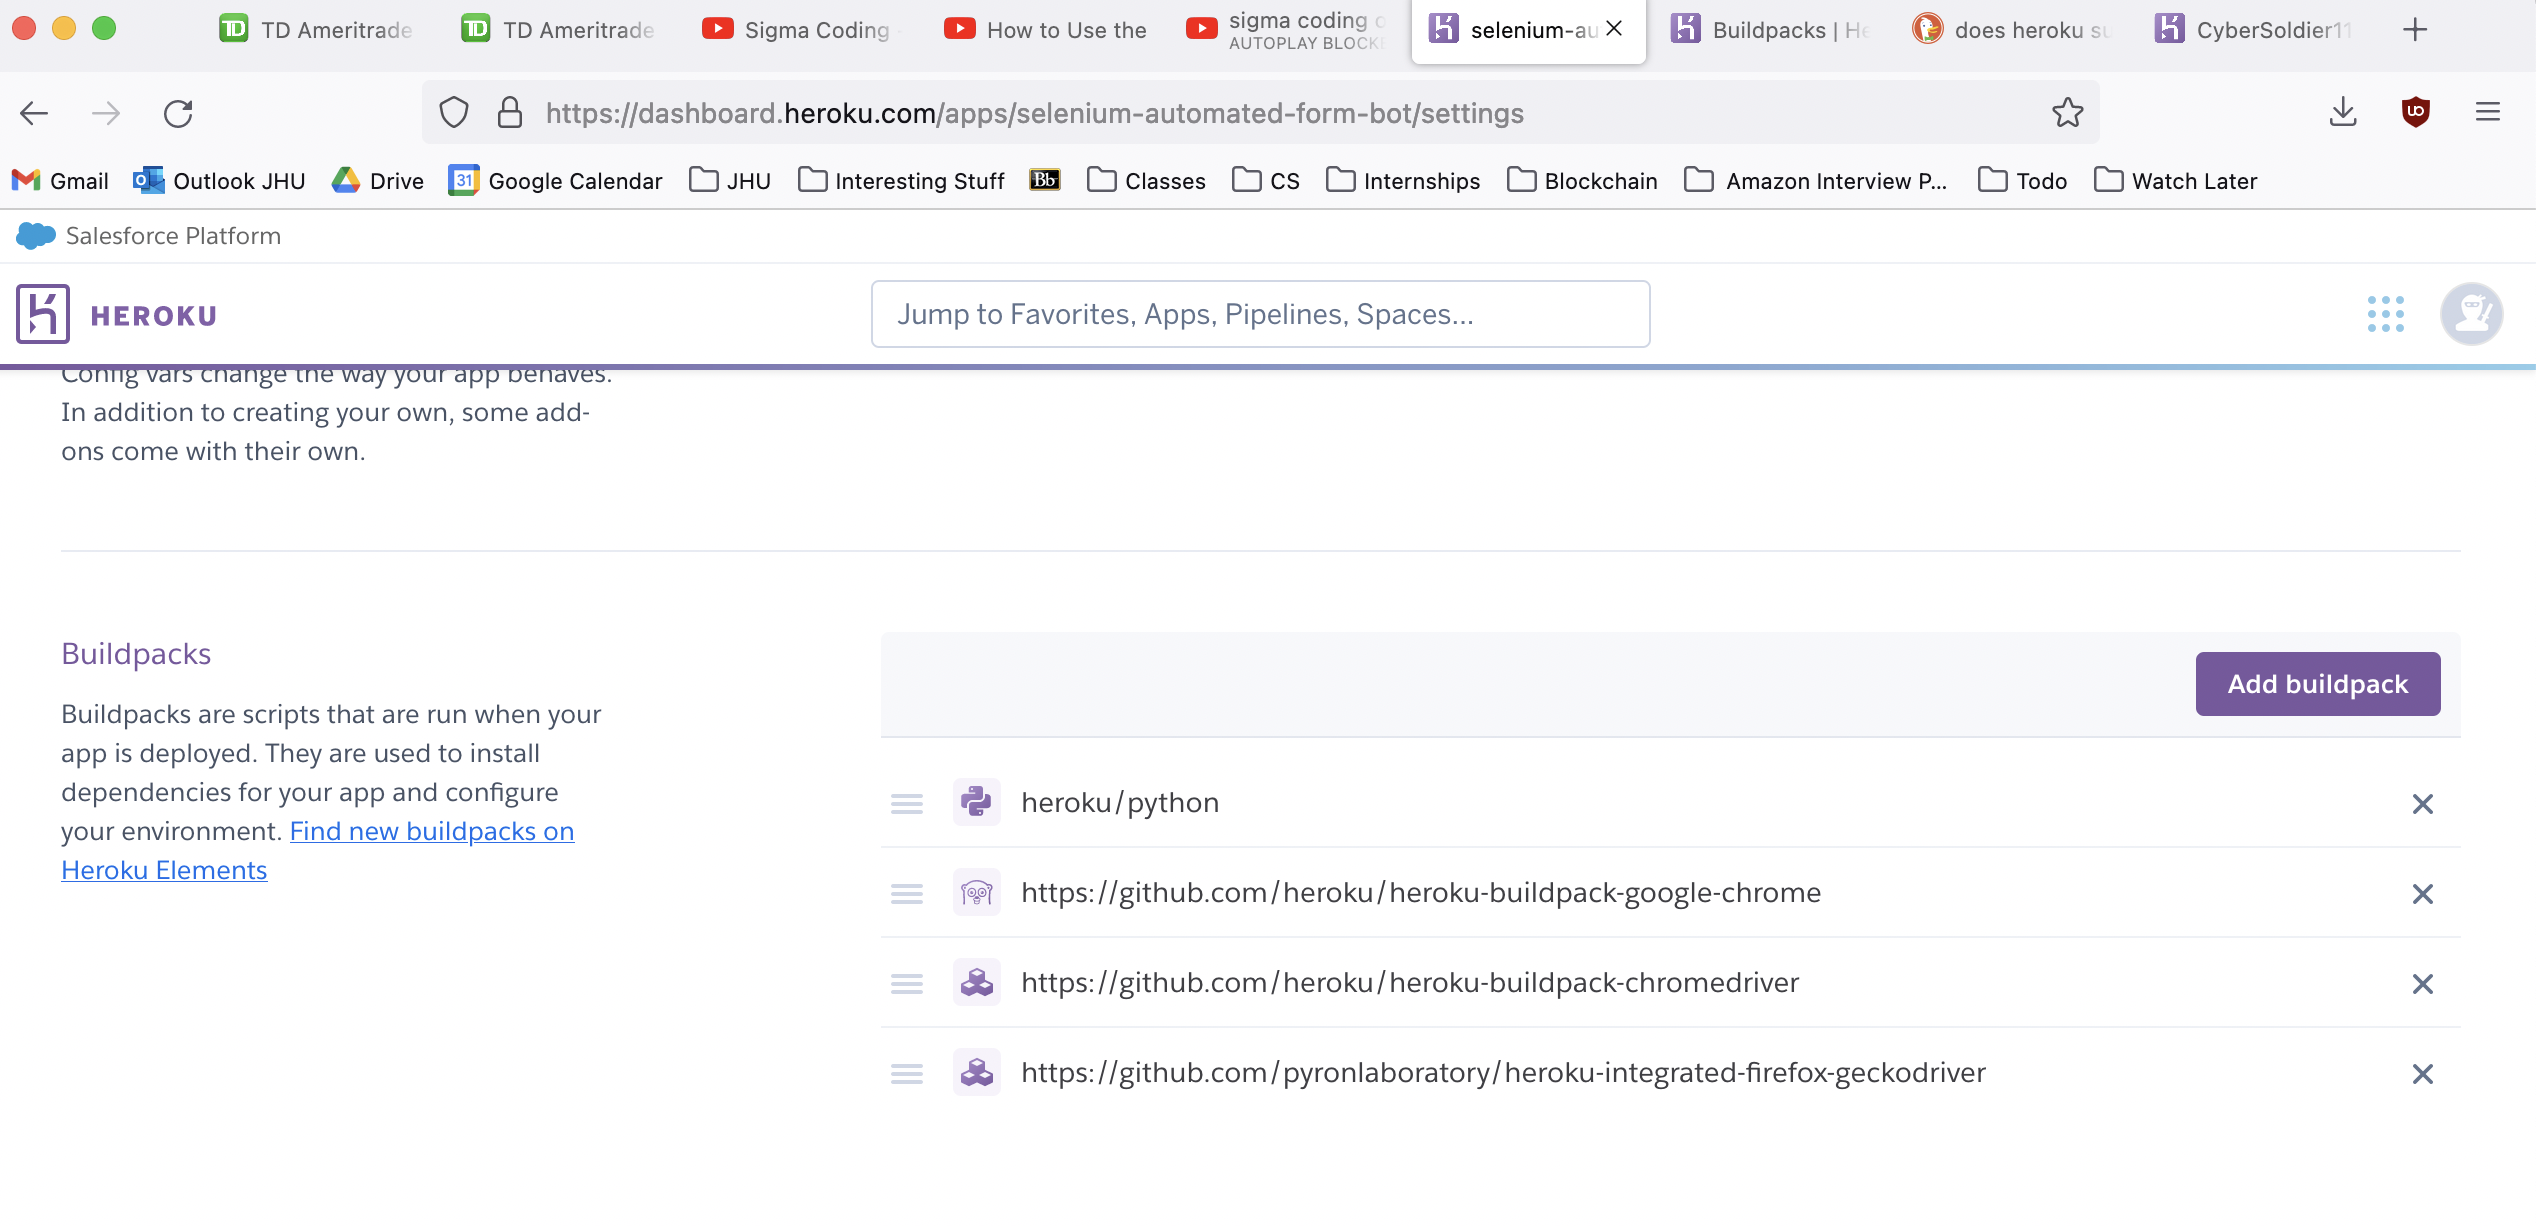 TD Ameritrade
TD Ameritrade
Sigma Coding
How to Use the
sigma coding
AUTOPLAY BLOCK
selenium-au
Buildpacks | He
does heroku su
CyberSoldier11
https://dashboard.heroku.com/apps/selenium-automated-form-bot/settings
Gmail
Outlook JHU
Drive
31
Google Calendar
JHU
Interesting Stuff
Bb
Classes
CS
Internships
Blockchain
Amazon Interview P...
Todo
Watch Later
Salesforce Platform
HEROKU
Jump to Favorites, Apps, Pipelines, Spaces...
Config vars change the way your app behaves.
In addition to creating your own, some add-
ons come with their own.
Buildpacks
Add buildpack
Buildpacks are scripts that are run when your
app is deployed. They are used to install
dependencies for your app and configure
your environment. Find new buildpacks on
Heroku Elements
heroku/python
https://github.com/heroku/heroku-buildpack-google-chrome
https://github.com/heroku/heroku-buildpack-chromedriver
https://github.com/pyronlaboratory/heroku-integrated-firefox-geckodriver